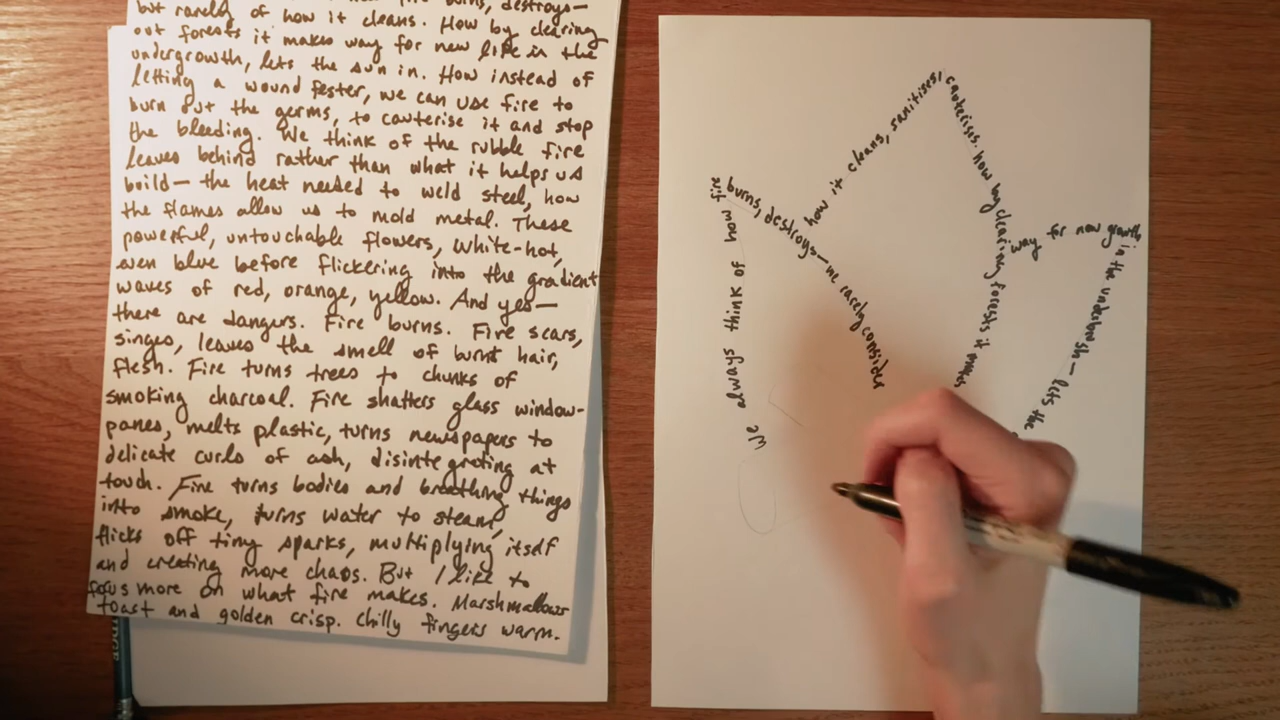 burns, destroys—
but rarely of how it cleans. How by clearing
out forests it makes way for new life in the
undergrowth, lets the sun in. How instead of
letting a wound fester, we can use fire to
burn out the germs, to cauterise it and stop
the bleeding. We think of the rubble fire
leaves behind rather than what it helps us
build— the heat needed to weld steel, how
the flames allow us to mold metal. These
powerful, untouchable flowers, white-hot,
even blue before flickering into the gradient
waves of red, orange, yellow. And yes—
there are dangers. Fire burns. Fire scars,
singes, leaves the smell of burnt hair,
flesh. Fire turns trees to chunks of
smoking charcoal. Fire shatters glass window-
panes, melts plastic, turns newspapers to
delicate curls of ash, disintegrating at
touch. Fire turns bodies and breathing things
into smoke, turns water to steam,
flicks off tiny sparks, multiplying itself
and creating more chaos. But I like to
focus more on what fire makes. Marshmallows
toast and golden crisp. Chilly fingers warm.
We always think of how
fire burns, destroys— we rarely consider
how it cleans, sanitises,
cauterises. how by clearing forests it makes
way for new growth
in the underbrush— lets the